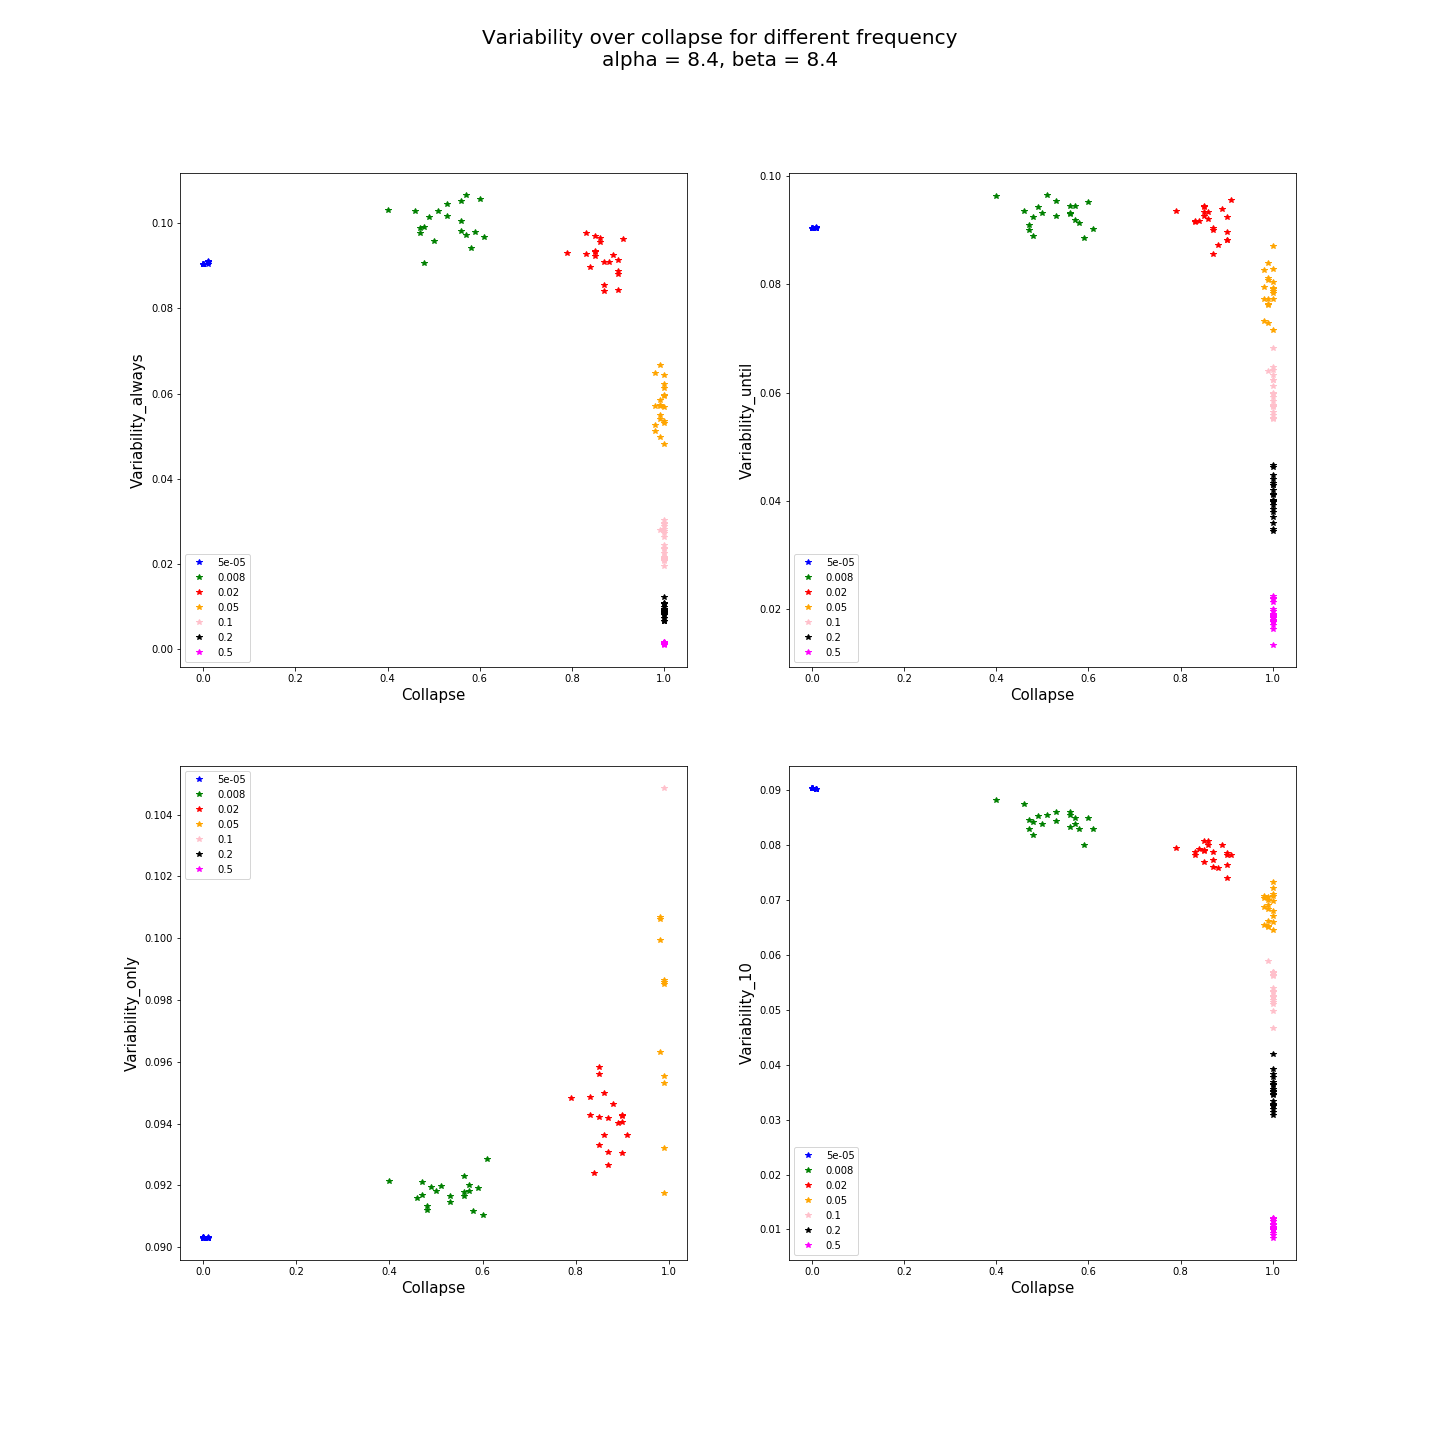 Variability over collapse for different frequency
alpha = 8.4, beta = 8.4
0.10
0.08
0.06
0.04
0.02
0.00
Variability_always
5e-05
0.008
0.02
0.05
0.1
0.2
0.5
0.0 0.2 0.4 0.6 0.8 1.0
Collapse
0.10
0.08
0.06
0.04
0.02
Variability_until
5e-05
0.008
0.02
0.05
0.1
0.2
0.5
0.0 0.2 0.4 0.6 0.8 1.0
Collapse
0.104
0.102
0.100
0.098
0.096
0.094
0.092
0.090
Variability_only
5e-05
0.008
0.02
0.05
0.1
0.2
0.5
0.0 0.2 0.4 0.6 0.8 1.0
Collapse
0.09
0.08
0.07
0.06
0.05
0.04
0.03
0.02
0.01
Variability_10
5e-05
0.008
0.02
0.05
0.1
0.2
0.5
0.0 0.2 0.4 0.6 0.8 1.0
Collapse